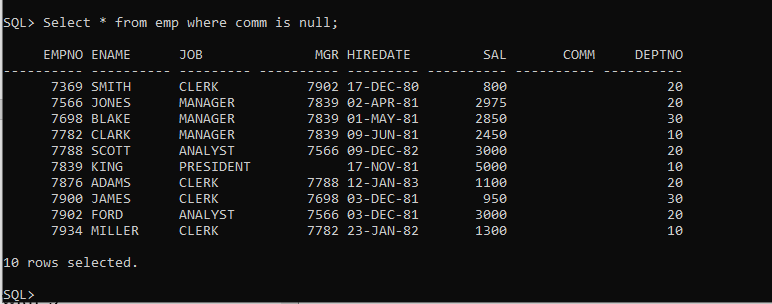 SQL> Select * from emp where comm is null;
EMPNO ENAME JOB MGR HIREDATE SAL COMM DEPTNO
---------- ---------- --------- ---------- --------- ---------- ---------- ----------
7369 SMITH CLERK 7902 17-DEC-80 800 20
7566 JONES MANAGER 7839 02-APR-81 2975 20
7698 BLAKE MANAGER 7839 01-MAY-81 2850 30
7782 CLARK MANAGER 7839 09-JUN-81 2450 10
7788 SCOTT ANALYST 7566 09-DEC-82 3000 20
7839 KING PRESIDENT 17-NOV-81 5000 10
7876 ADAMS CLERK 7788 12-JAN-83 1100 20
7900 JAMES CLERK 7698 03-DEC-81 950 30
7902 FORD ANALYST 7566 03-DEC-81 3000 20
7934 MILLER CLERK 7782 23-JAN-82 1300 10
10 rows selected.
SQL>